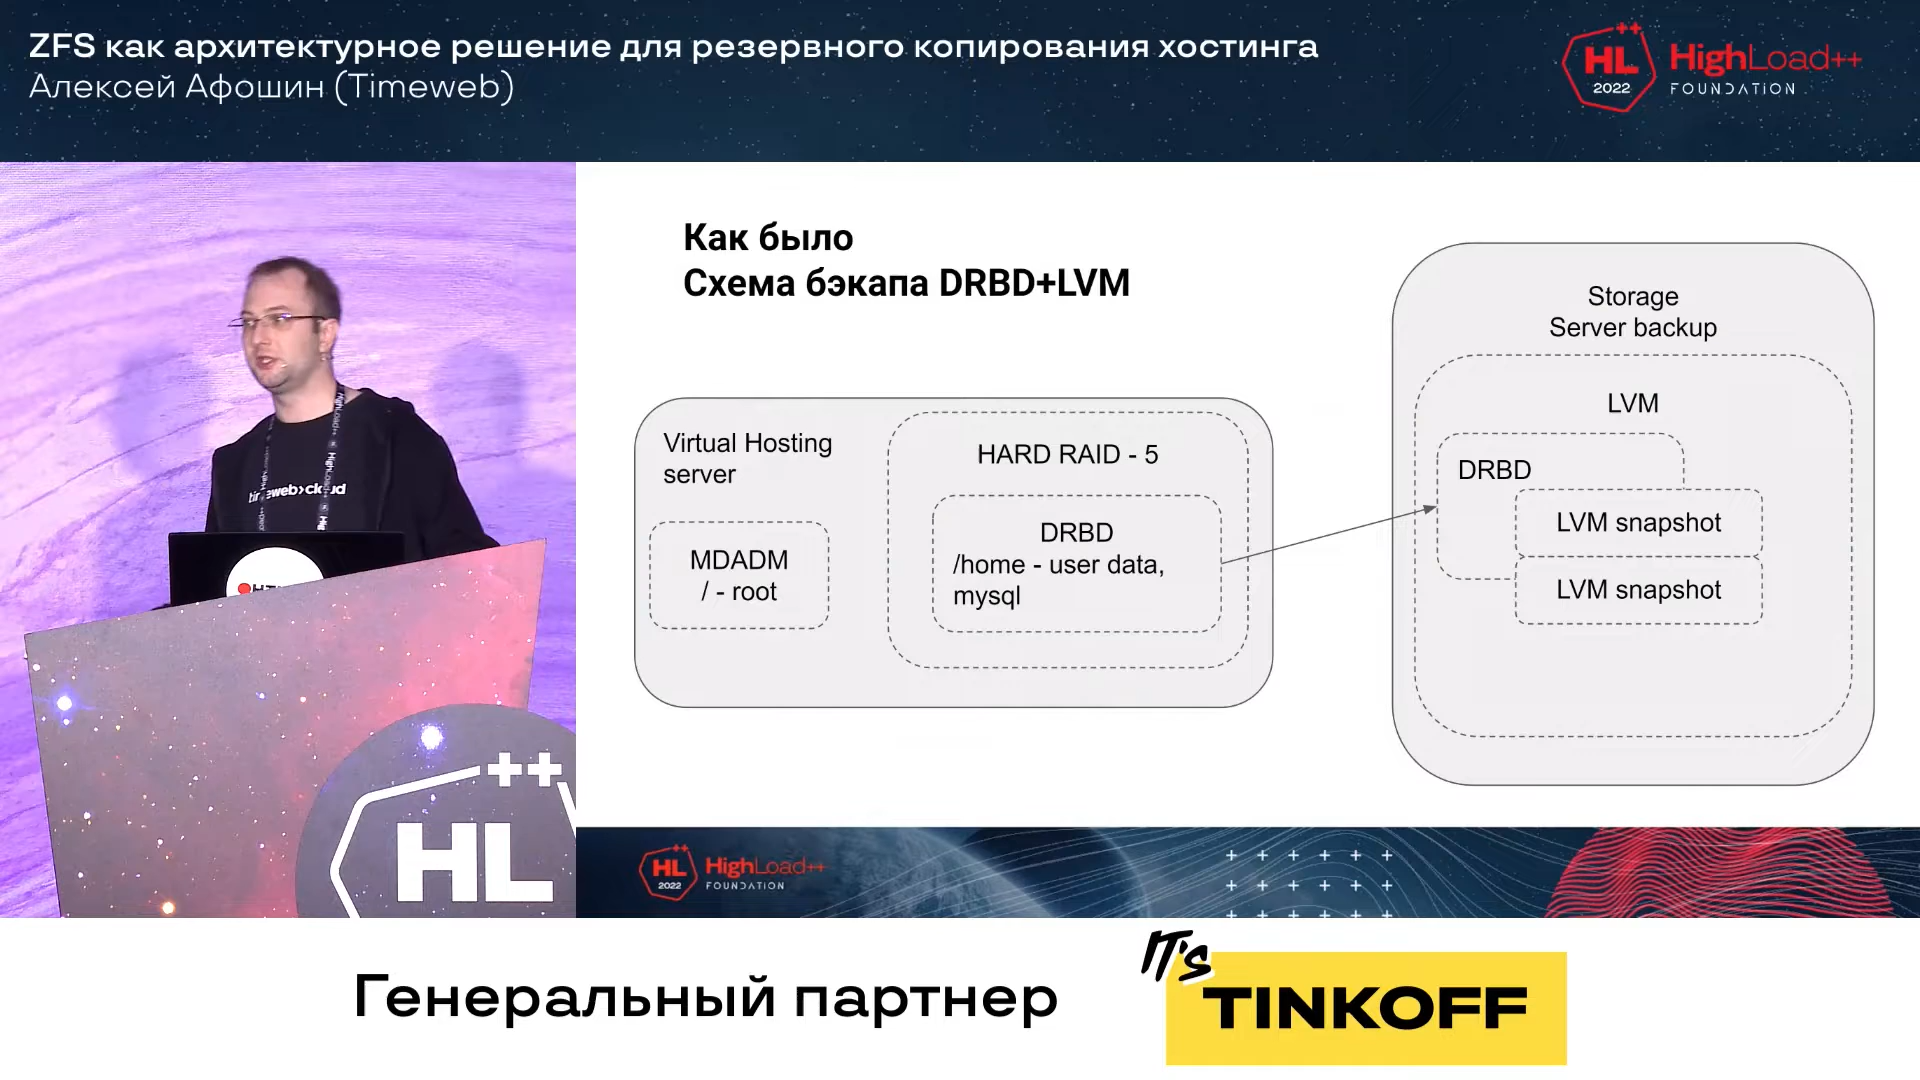 ZFS как архитектурное решение для резервного копирования хостинга
Алексей Афошин (Timeweb)
HL
2022
HighLoad++
FOUNDATION
Как было
Схема бэкапа DRBD+LVM
Virtual Hosting
server
MDADM
/ - root
HARD RAID - 5
DRBD
/home - user data,
mysql
Storage
Server backup
LVM
DRBD
LVM snapshot
LVM snapshot
HL++
HL
2022
HighLoad++
FOUNDATION
Генеральный партнер
IT's
TINKOFF